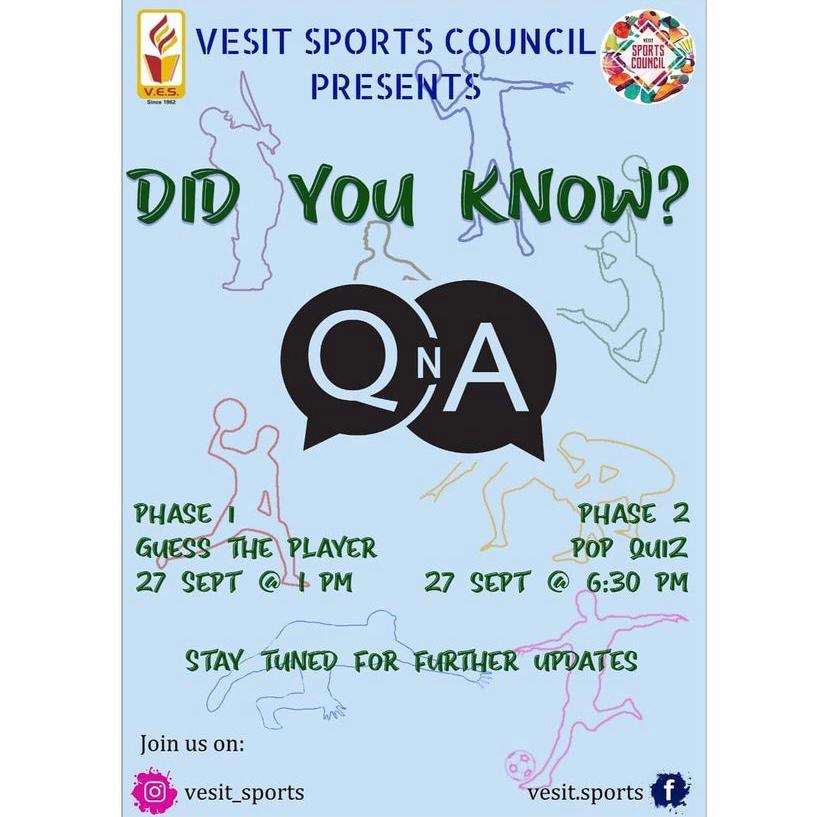 VESIT SPORTS COUNCIL
PRESENTS
V.E.S.
Since 1962
VESIT
SPORTS
COUNCIL
DID YOU KNOW?
Q N A
PHASE 1
GUESS THE PLAYER
27 SEPT @ 1 PM
PHASE 2
POP QUIZ
27 SEPT @ 6:30 PM
STAY TUNED FOR FURTHER UPDATES
Join us on:
vesit_sports
vesit.sports